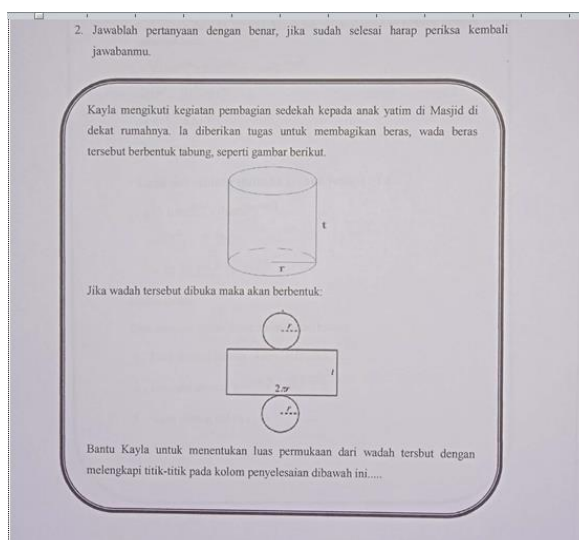 2. Jawablah pertanyaan dengan benar, jika sudah selesai harap periksa kembali
jawabanmu.
Kayla mengikuti kegiatan pembagian sedekah kepada anak yatim di Masjid di
dekat rumahnya. Ia diberikan tugas untuk membagikan beras, wada beras
tersebut berbentuk tabung, seperti gambar berikut.
t
r
Jika wadah tersebut dibuka maka akan berbentuk:
r
t
2πr
r
Bantu Kayla untuk menentukan luas permukaan dari wadah tersbut dengan
melengkapi titik-titik pada kolom penyelesaian dibawah ini.....